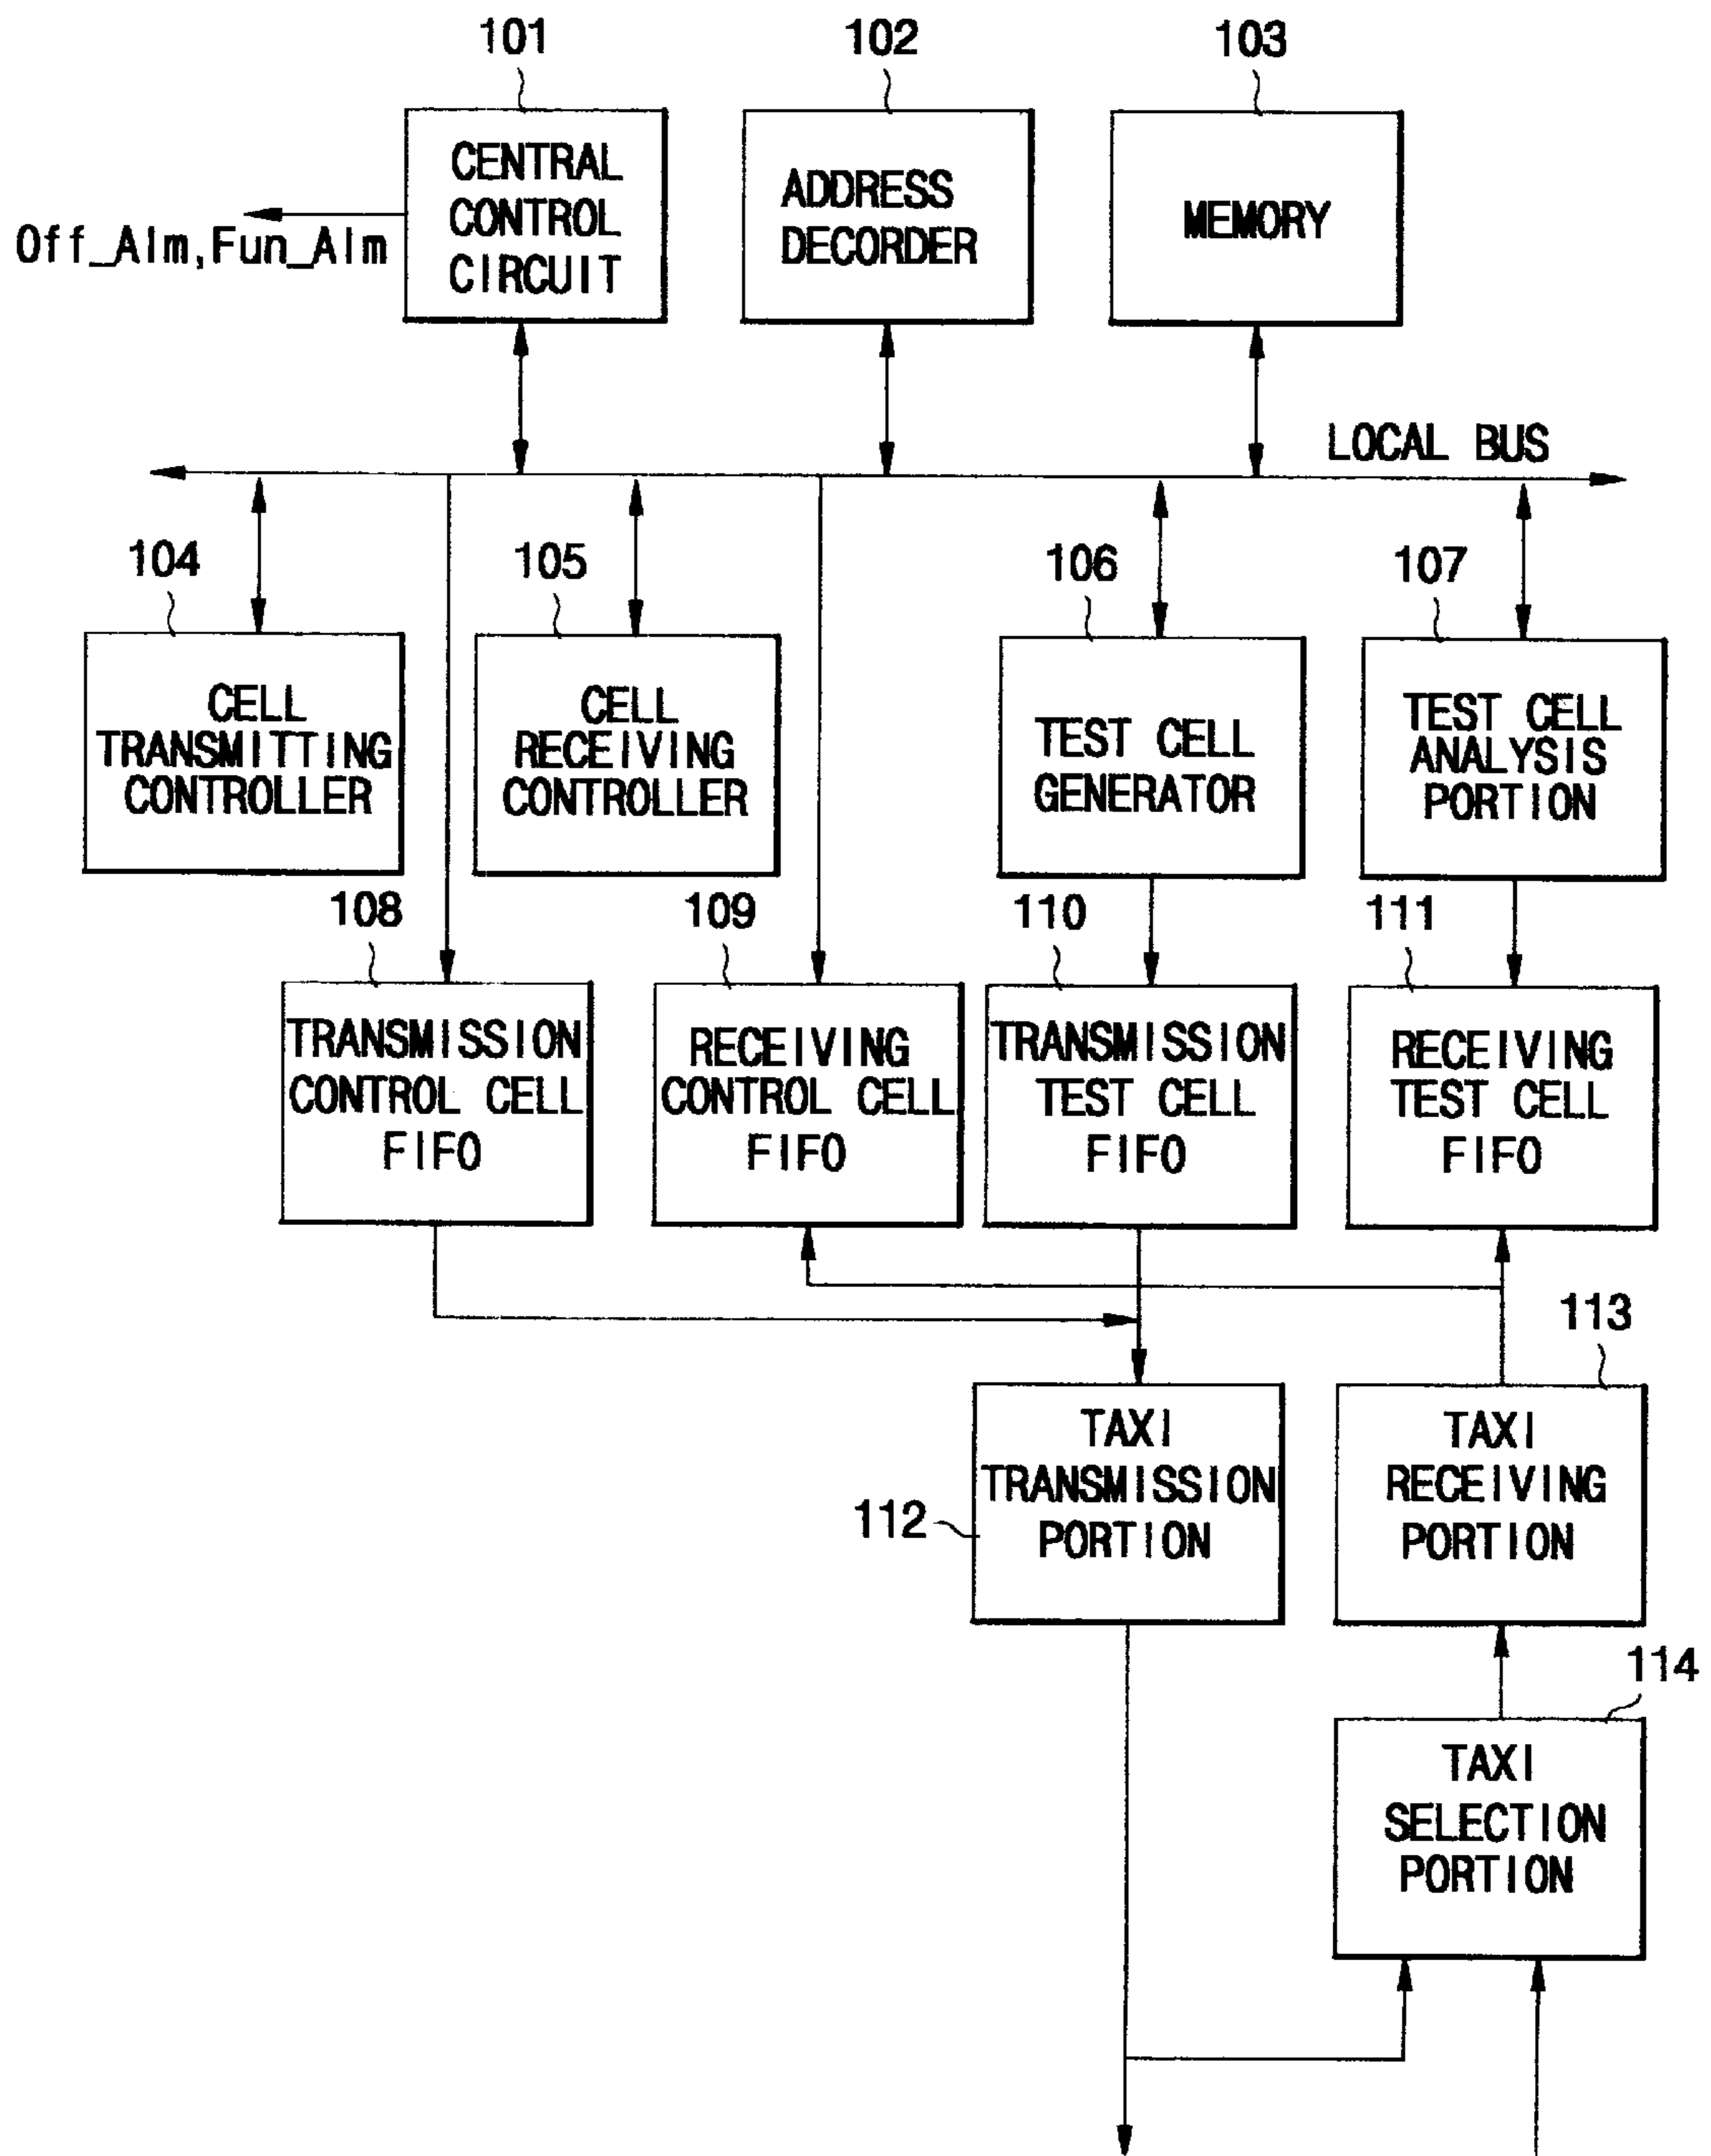 101
102
103
CENTRAL
CONTROL
CIRCUIT
ADDRESS
DECORDER
MEMORY
Off_Alm,Fun_Alm
LOCAL BUS
104
105
106
107
CELL
TRANSMITTING
CONTROLLER
CELL
RECEIVING
CONTROLLER
TEST CELL
GENERATOR
TEST CELL
ANALYSIS
PORTION
108
109
110
111
TRANSMISSION
CONTROL CELL
FIFO
RECEIVING
CONTROL CELL
FIFO
TRANSMISSION
TEST CELL
FIFO
RECEIVING
TEST CELL
FIFO
113
TAXI
TRANSMISSION
PORTION
112
TAXI
RECEIVING
PORTION
114
TAXI
SELECTION
PORTION